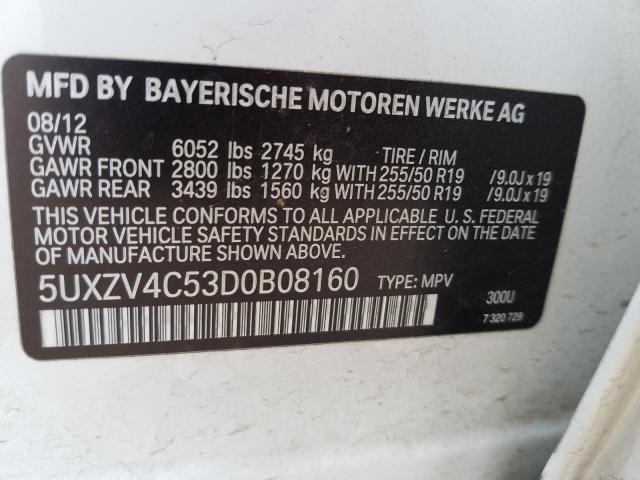 MFD BY BAYERISCHE MOTOREN WERKE AG
08/12
GVWR 6052 lbs 2745 kg TIRE / RIM
GAWR FRONT 2800 lbs 1270 kg WITH 255/50 R19 /9.0J x 19
GAWR REAR 3439 lbs 1560 kg WITH 255/50 R19 /9.0J x 19
THIS VEHICLE CONFORMS TO ALL APPLICABLE U.S. FEDERAL
MOTOR VEHICLE SAFETY STANDARDS IN EFFECT ON THE DATE
OF MANUFACTURE SHOWN ABOVE.
5UXZV4C53D0B08160 TYPE: MPV
300U
7 320 729